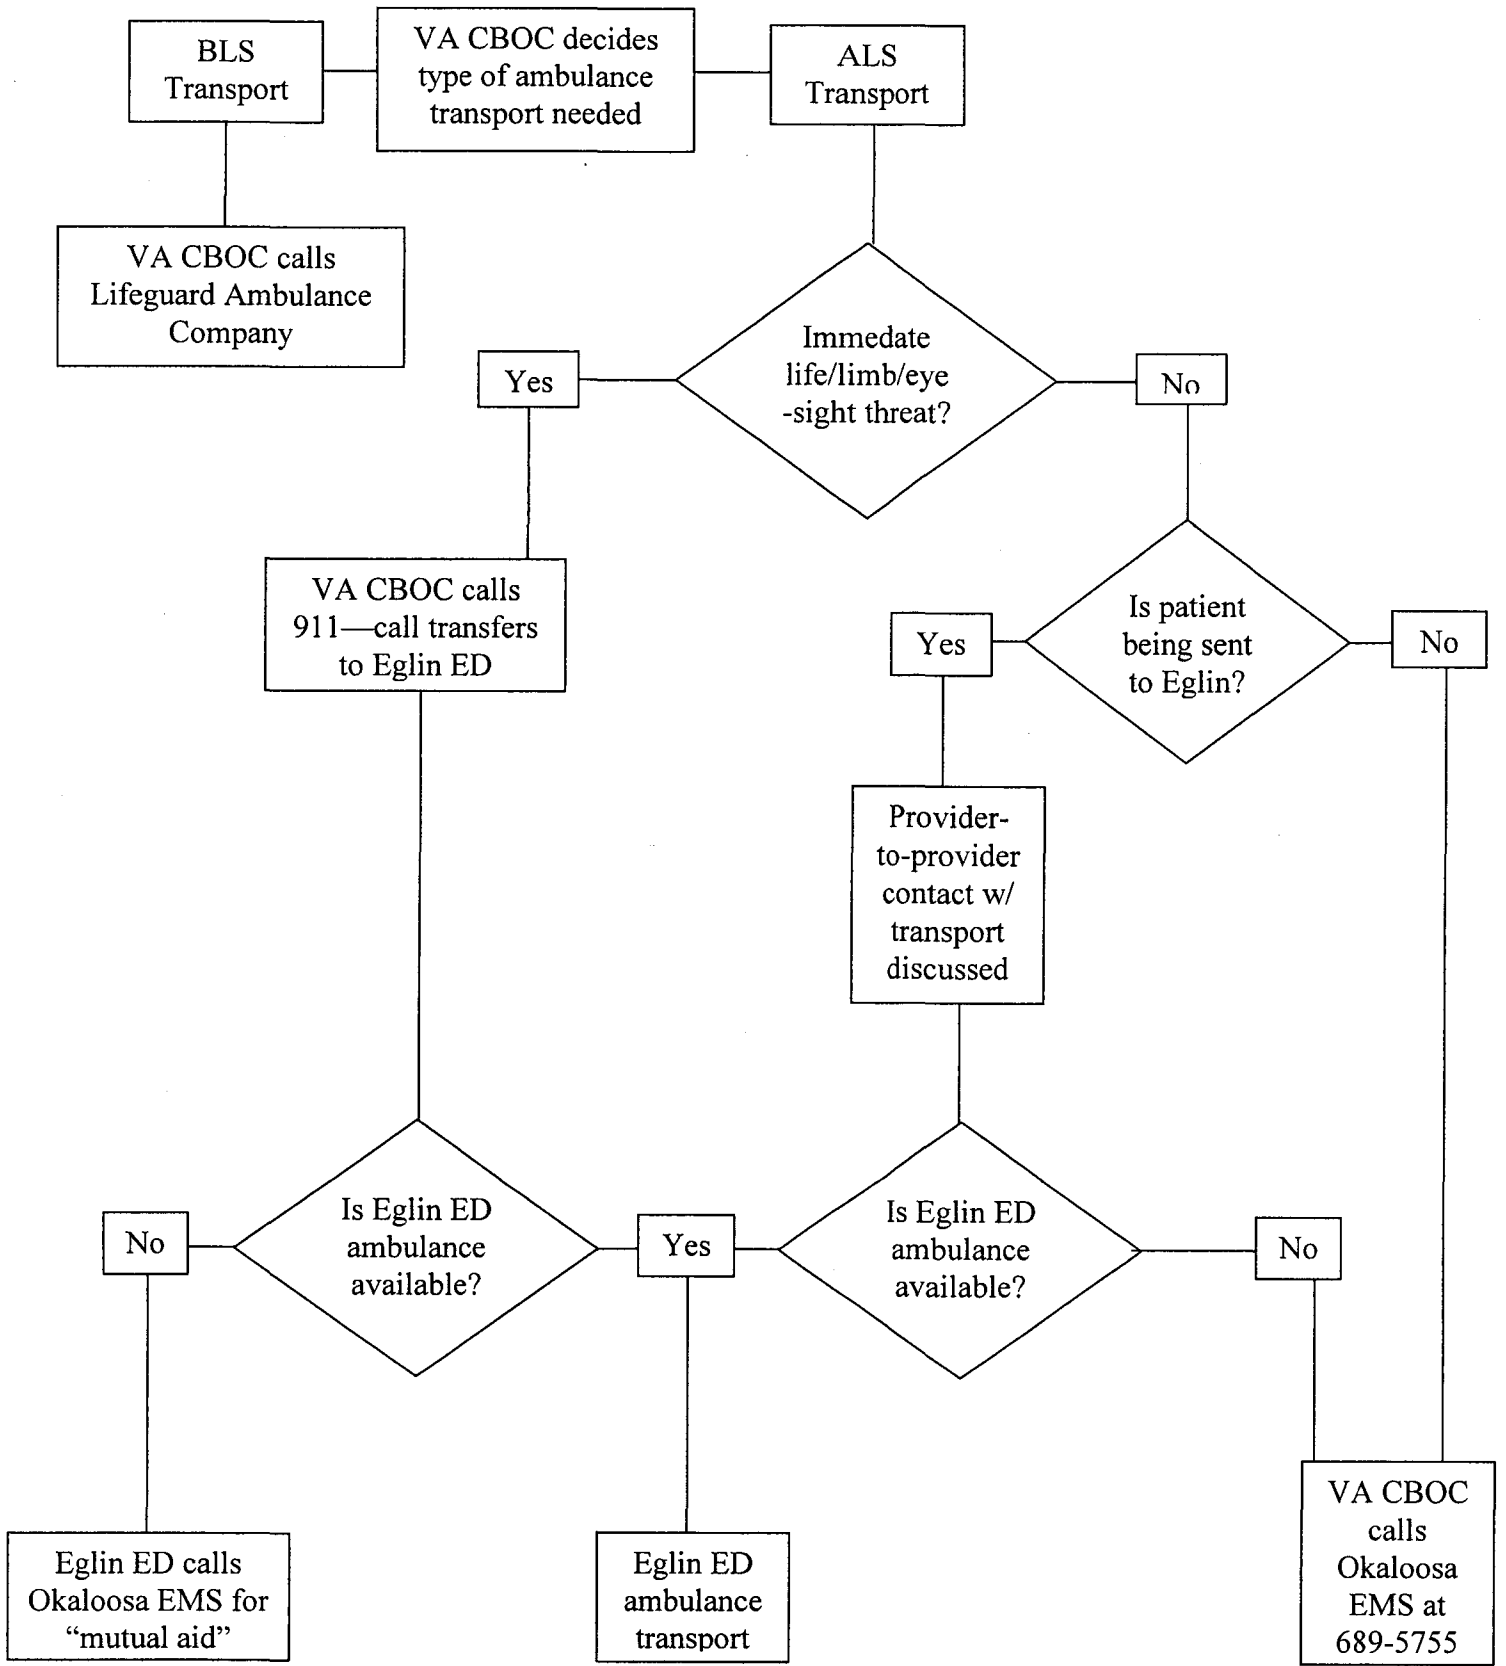 BLS
Transport
VA CBOC decides
type of ambulance
transport needed
ALS
Transport
VA CBOC calls
Lifeguard Ambulance
Company
Immedate
life/limb/eye
-sight threat?
Yes
No
VA CBOC calls
911—call transfers
to Eglin ED
Is patient
being sent
to Eglin?
Yes
No
Provider-
to-provider
contact w/
transport
discussed
Is Eglin ED
ambulance
available?
No
Yes
Is Eglin ED
ambulance
available?
No
Eglin ED calls
Okaloosa EMS for
“mutual aid”
Eglin ED
ambulance
transport
VA CBOC
calls
Okaloosa
EMS at
689-5755